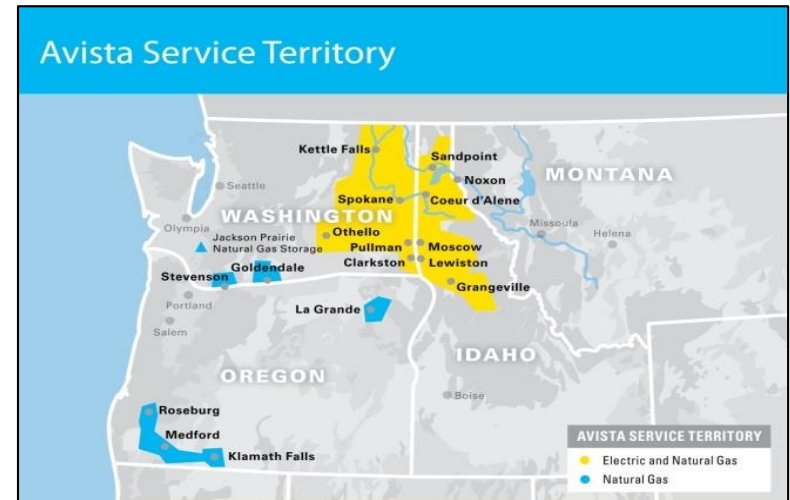 Avista Service Territory
Kettle Falls
Sandpoint
Noxon
MONTANA
Seattle
Spokane
Coeur d'Alene
WASHINGTON
Olympia
Othello
Missoula
Helena
Jackson Prairie
Natural Gas Storage
Pullman
Moscow
Clarkston
Lewiston
Goldendale
Stevenson
Grangeville
Portland
La Grande
Salem
IDAHO
OREGON
Boise
Roseburg
Medford
Klamath Falls
AVISTA SERVICE TERRITORY
Electric and Natural Gas
Natural Gas